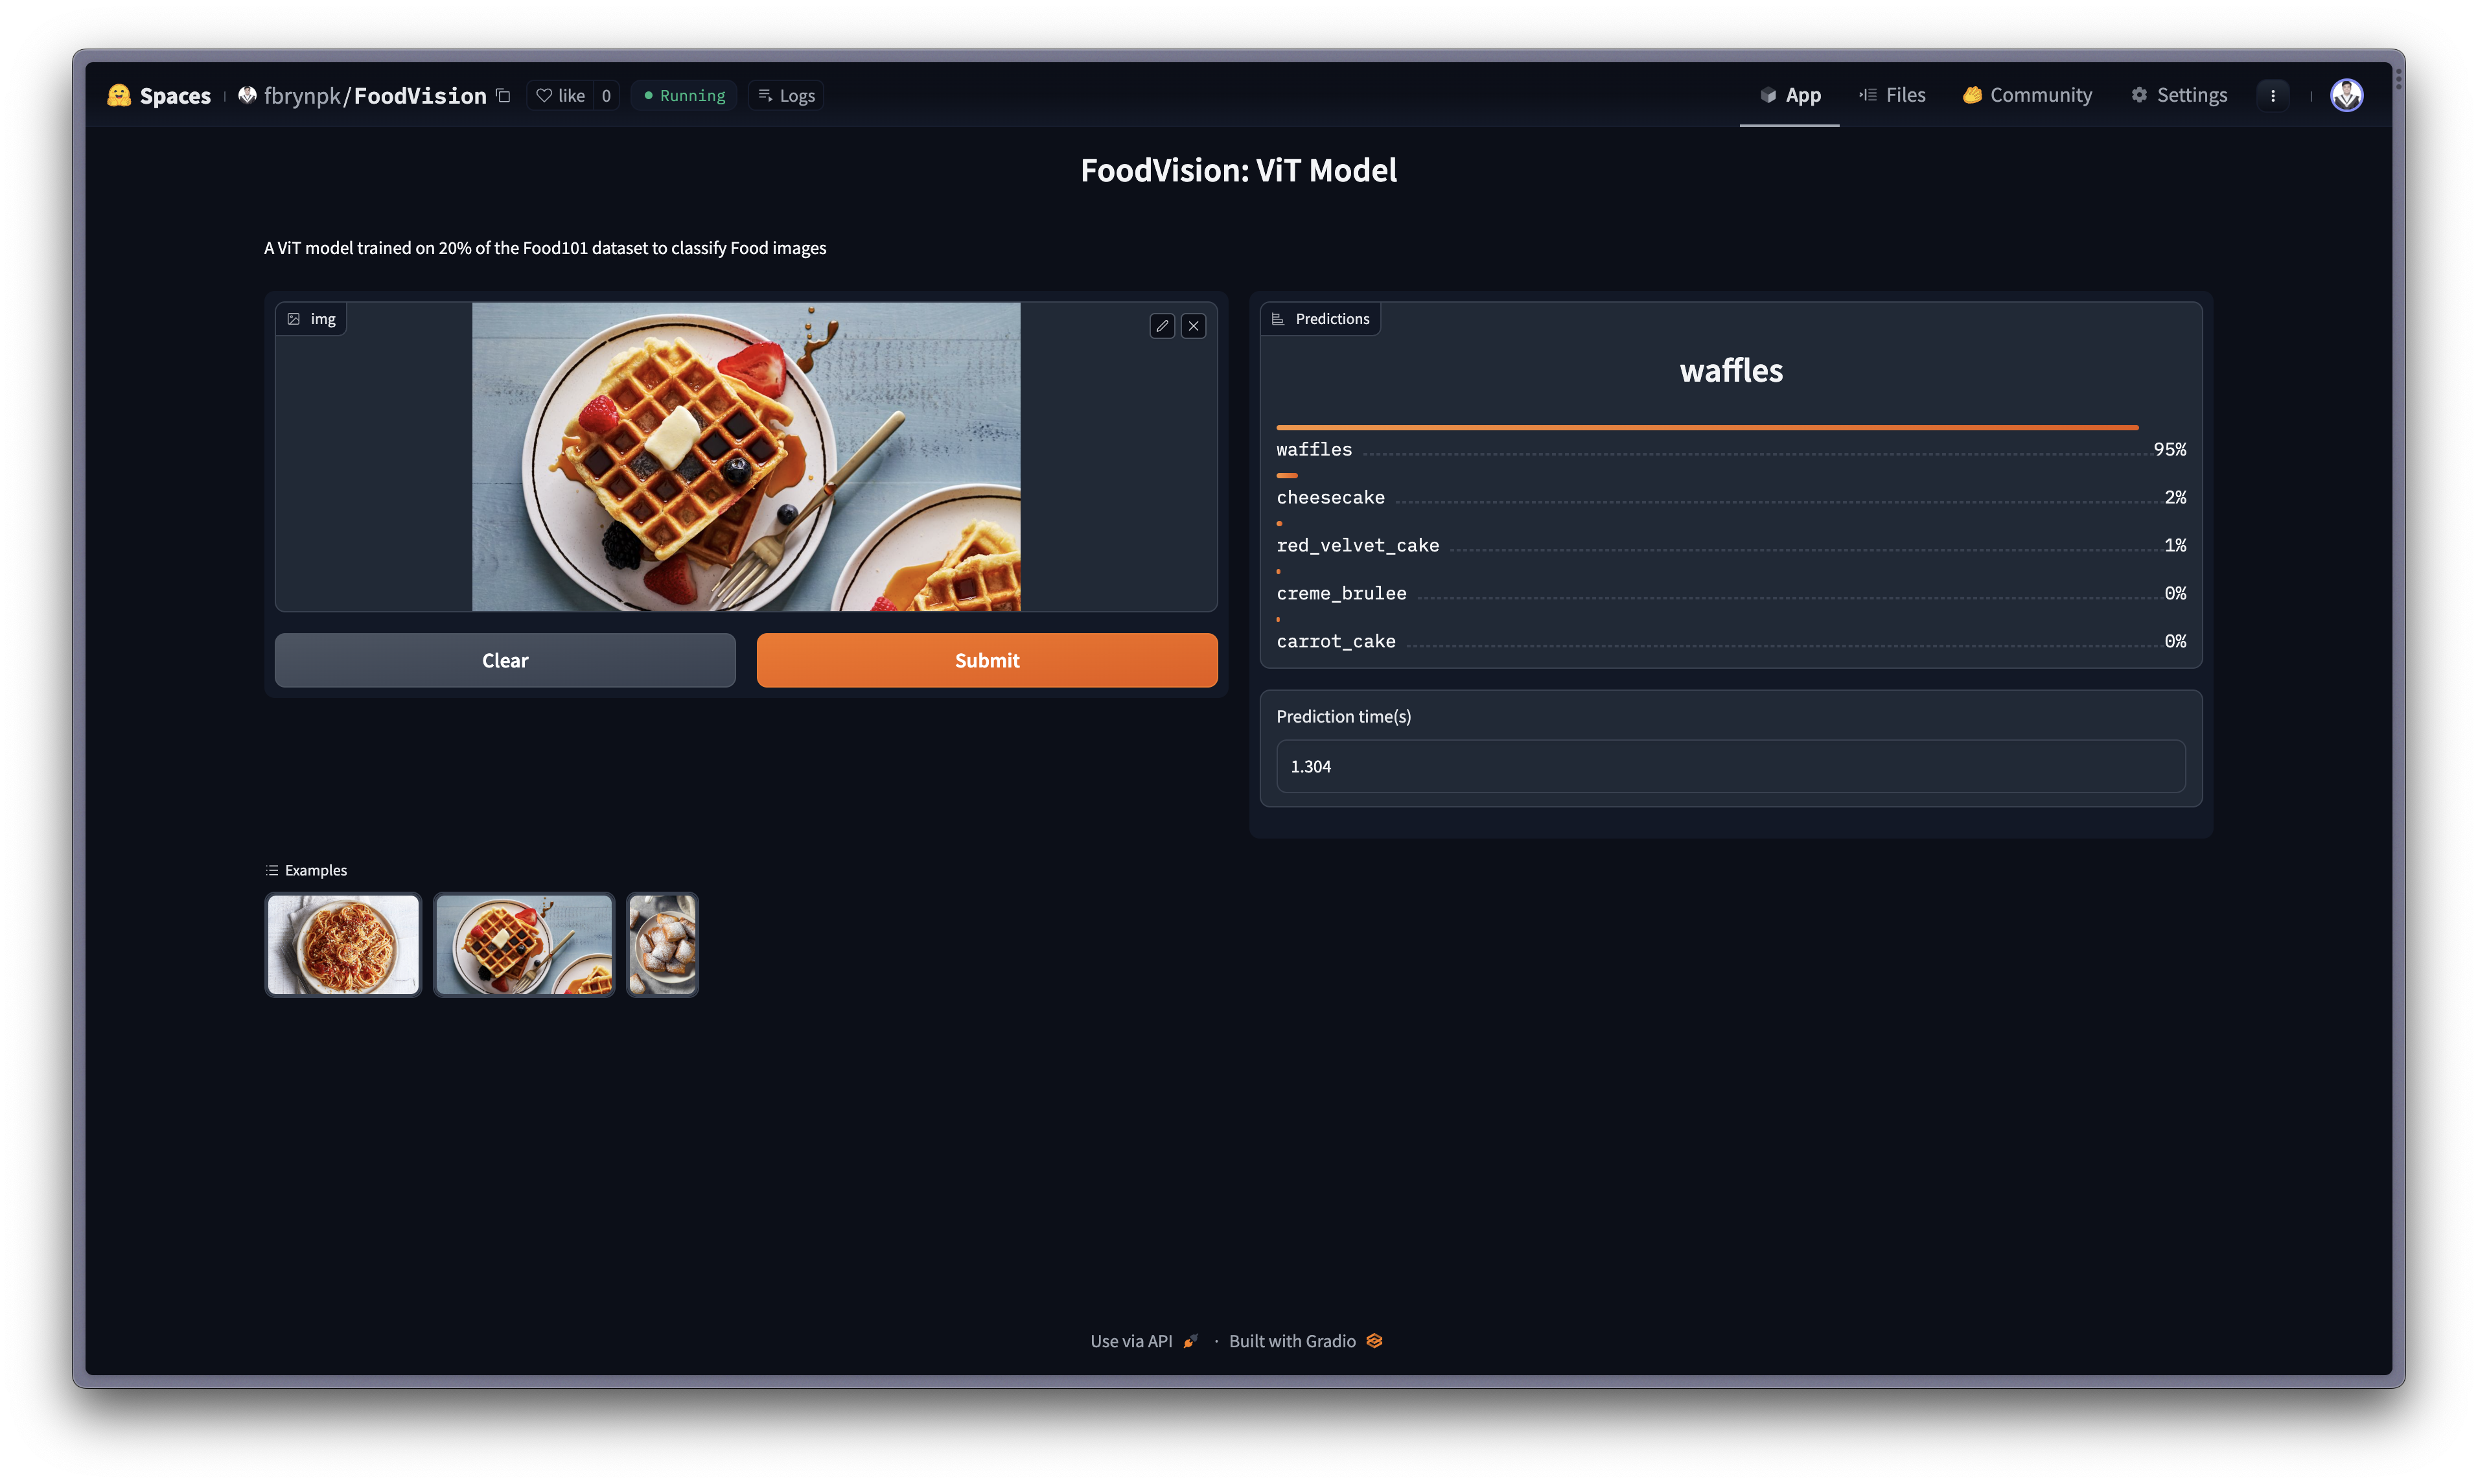 Spaces fbrynpk/FoodVision like 0 Running Logs App Files Community Settings
FoodVision: ViT Model
A ViT model trained on 20% of the Food101 dataset to classify Food images
img
Clear Submit
Predictions
waffles
waffles 95%
cheesecake 2%
red_velvet_cake 1%
creme_brulee 0%
carrot_cake 0%
Prediction time(s)
1.304
Examples
Use via API · Built with Gradio